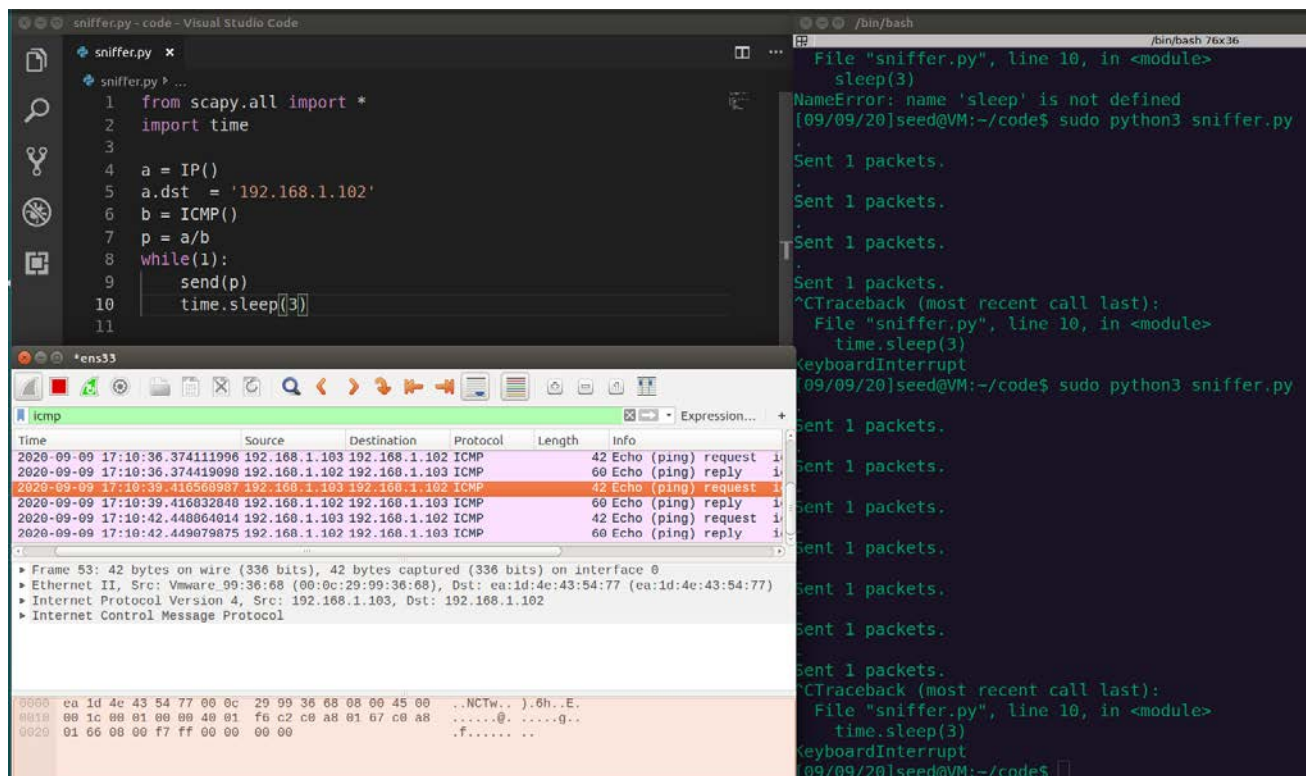 sniffer.py - code - Visual Studio Code
sniffer.py ×
sniffer.py ▸ ...
1 from scapy.all import *
2 import time
3
4 a = IP()
5 a.dst  = '192.168.1.102'
6 b = ICMP()
7 p = a/b
8 while(1):
9     send(p)
10     time.sleep(3)
11
*ens33
icmp
Expression... +
Time Source Destination Protocol Length Info
2020-09-09 17:10:36.374111996 192.168.1.103 192.168.1.102 ICMP 42 Echo (ping) request
2020-09-09 17:10:36.374419098 192.168.1.102 192.168.1.103 ICMP 60 Echo (ping) reply
2020-09-09 17:10:39.416568987 192.168.1.103 192.168.1.102 ICMP 42 Echo (ping) request
2020-09-09 17:10:39.416832848 192.168.1.102 192.168.1.103 ICMP 60 Echo (ping) reply
2020-09-09 17:10:42.448864014 192.168.1.103 192.168.1.102 ICMP 42 Echo (ping) request
2020-09-09 17:10:42.449079875 192.168.1.102 192.168.1.103 ICMP 60 Echo (ping) reply
▸ Frame 53: 42 bytes on wire (336 bits), 42 bytes captured (336 bits) on interface 0
▸ Ethernet II, Src: Vmware_99:36:68 (00:0c:29:99:36:68), Dst: ea:1d:4e:43:54:77 (ea:1d:4e:43:54:77)
▸ Internet Protocol Version 4, Src: 192.168.1.103, Dst: 192.168.1.102
▸ Internet Control Message Protocol
0000 ea 1d 4e 43 54 77 00 0c 29 99 36 68 08 00 45 00 ..NCTw.. ).6h..E.
0010 00 1c 00 01 00 00 40 01 f6 c2 c0 a8 01 67 c0 a8 ......@. .....g..
0020 01 66 08 00 f7 ff 00 00 00 00 .f...... ..
/bin/bash
/bin/bash 76x36
File "sniffer.py", line 10, in <module>
sleep(3)
NameError: name 'sleep' is not defined
[09/09/20]seed@VM:~/code$ sudo python3 sniffer.py
.
Sent 1 packets.
.
Sent 1 packets.
.
Sent 1 packets.
.
Sent 1 packets.
^CTraceback (most recent call last):
File "sniffer.py", line 10, in <module>
time.sleep(3)
KeyboardInterrupt
[09/09/20]seed@VM:~/code$ sudo python3 sniffer.py
.
Sent 1 packets.
.
Sent 1 packets.
.
Sent 1 packets.
.
Sent 1 packets.
.
Sent 1 packets.
.
Sent 1 packets.
.
Sent 1 packets.
^CTraceback (most recent call last):
File "sniffer.py", line 10, in <module>
time.sleep(3)
KeyboardInterrupt
[09/09/20]seed@VM:~/code$